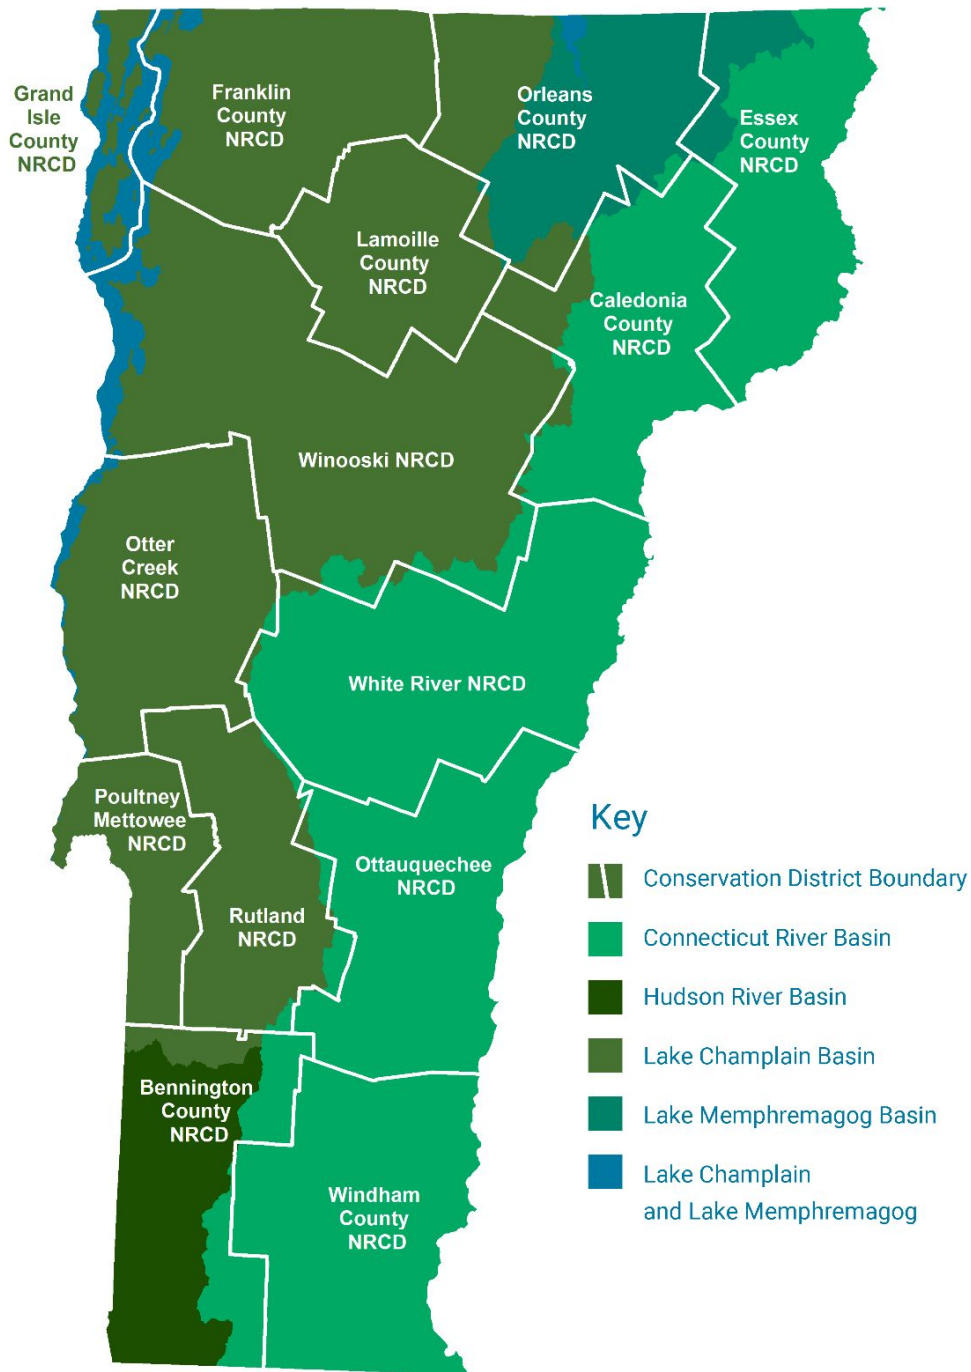 Grand
Isle
County
NRCD
Franklin
County
NRCD
Orleans
County
NRCD
Essex
County
NRCD
Lamoille
County
NRCD
Caledonia
County
NRCD
Winooski NRCD
Otter
Creek
NRCD
White River NRCD
Poultney
Mettowee
NRCD
Ottauquechee
NRCD
Rutland
NRCD
Bennington
County
NRCD
Windham
County
NRCD
Key
Conservation District Boundary
Connecticut River Basin
Hudson River Basin
Lake Champlain Basin
Lake Memphremagog Basin
Lake Champlain
and Lake Memphremagog